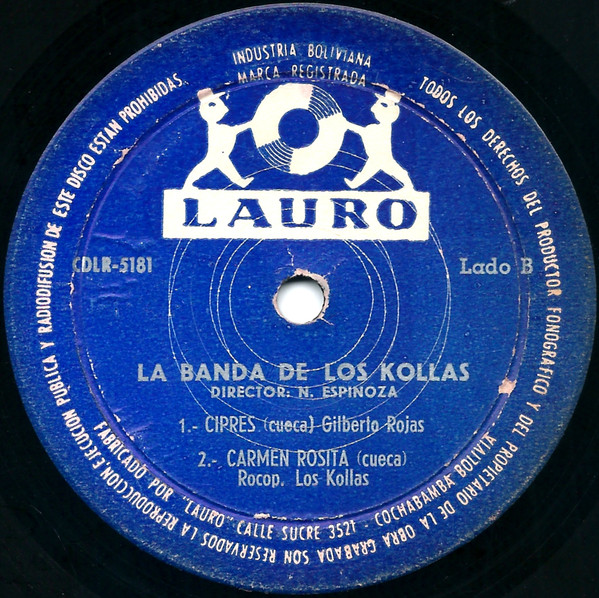 INDUSTRIA BOLIVIANA
MARCA REGISTRADA
LAURO
CDLR-5181
Lado B
LA BANDA DE LOS KOLLAS
DIRECTOR: N. ESPINOZA
1.- CIPRES (cueca) Gilberto Rojas
2.- CARMEN ROSITA (cueca)
Rocop. Los Kollas
FABRICADO POR "LAURO" CALLE SUCRE 3521 - COCHABAMBA BOLIVIA
TODOS LOS DERECHOS DEL PRODUCTOR FONOGRAFICO Y DEL PROPIETARIO DE LA OBRA GRABADA SON RESERVADOS LA REPRODUCCION EJECUCION PUBLICA Y RADIODIFUSION DE ESTE DISCO ESTAN PROHIBIDAS.